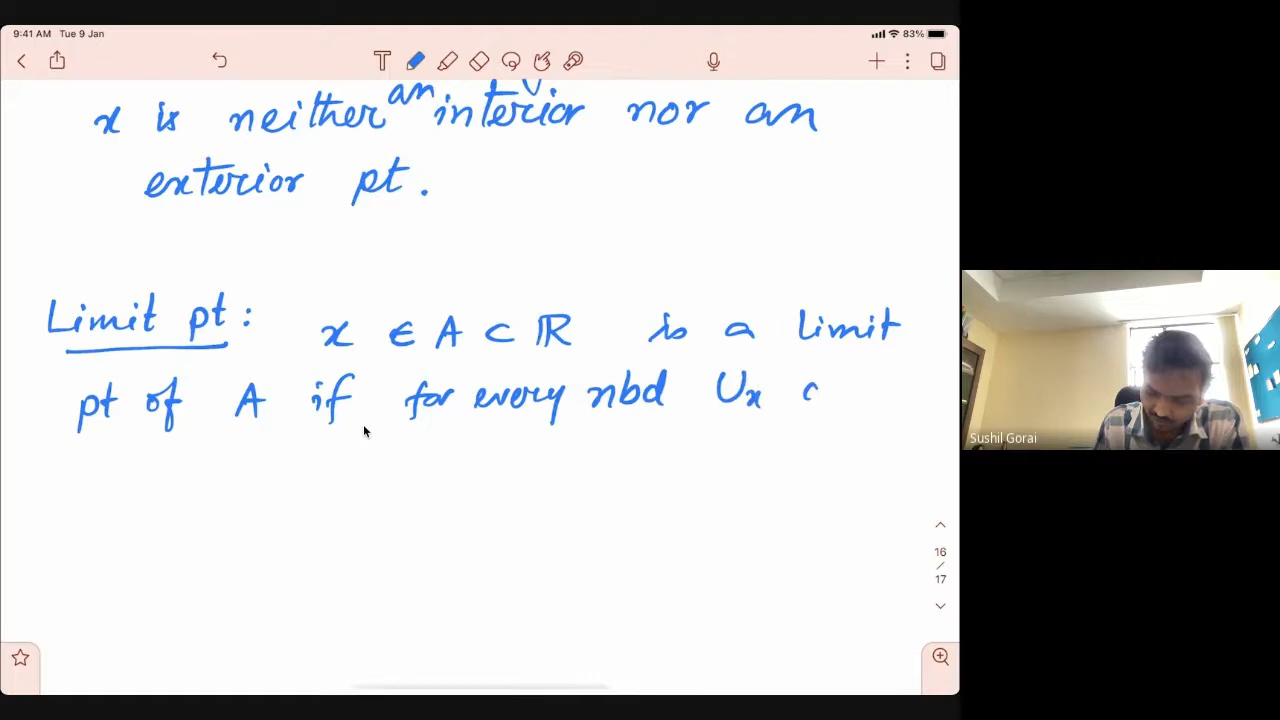 9:41 AM Tue 9 Jan
83%
T
x is neither an interior nor an
exterior pt.
Limit pt: x ∈ A ⊂ ℝ is a limit
pt of A if for every nbd Uₓ
Sushil Gorai
16
/
17